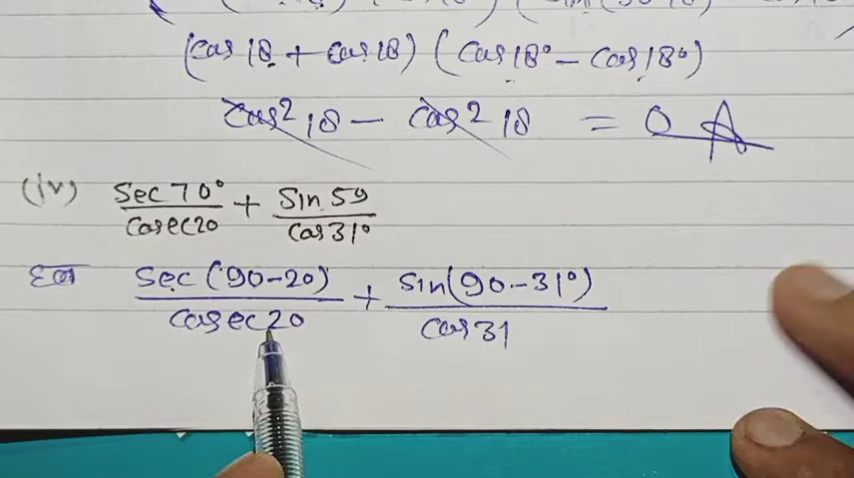 (cos 18 + cos 18) (cos 18° – cos 18°)
cos² 18 – cos² 18 = 0 A
(iv) Sec 70° / Cosec 20 + Sin 59 / Cos 31°
हल Sec (90-20) / Cosec 20 + Sin(90-31°) / Cos 31